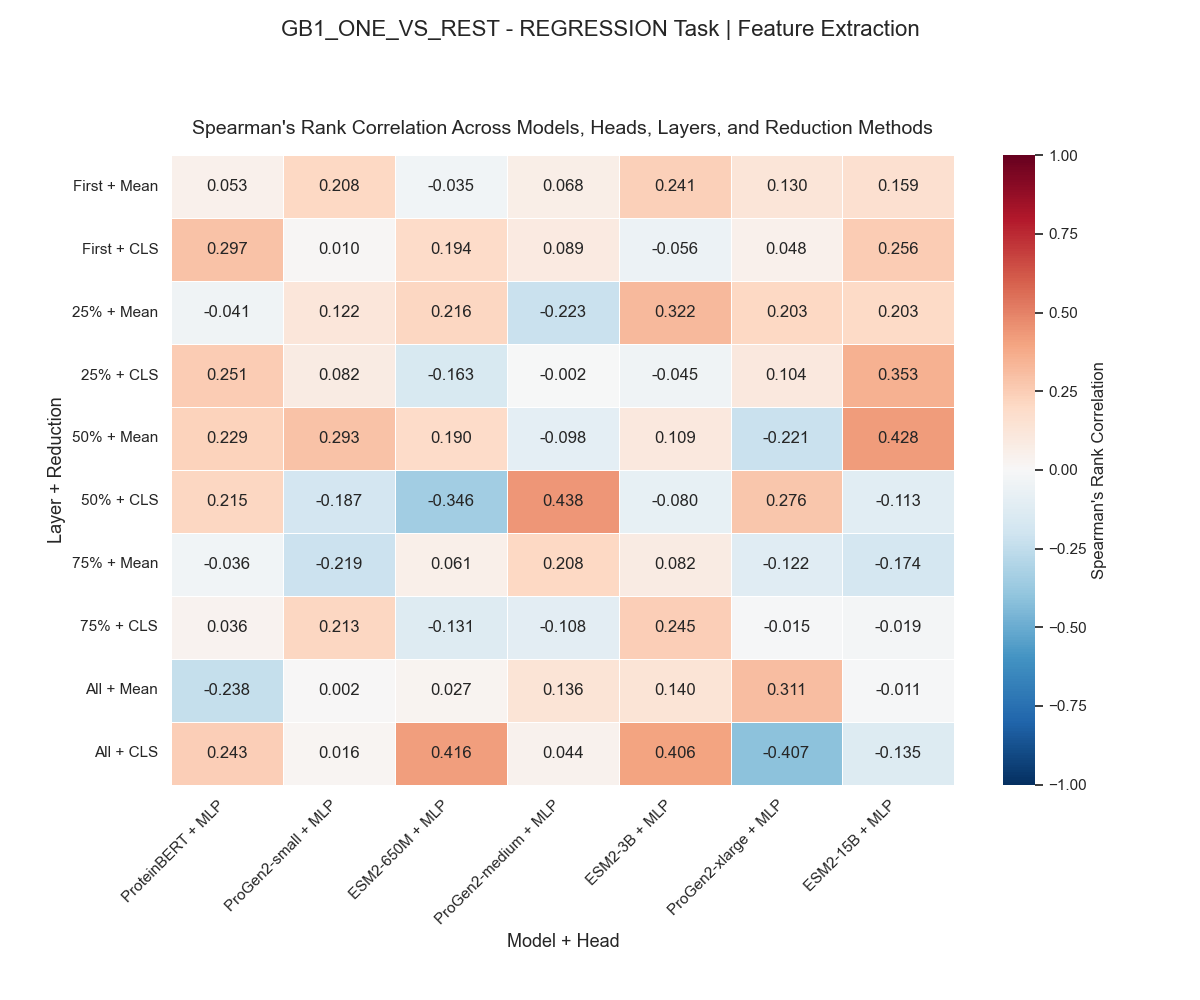 GB1_ONE_VS_REST - REGRESSION Task | Feature Extraction
Spearman's Rank Correlation Across Models, Heads, Layers, and Reduction Methods
Layer + Reduction
First + Mean 0.053 0.208 -0.035 0.068 0.241 0.130 0.159
First + CLS 0.297 0.010 0.194 0.089 -0.056 0.048 0.256
25% + Mean -0.041 0.122 0.216 -0.223 0.322 0.203 0.203
25% + CLS 0.251 0.082 -0.163 -0.002 -0.045 0.104 0.353
50% + Mean 0.229 0.293 0.190 -0.098 0.109 -0.221 0.428
50% + CLS 0.215 -0.187 -0.346 0.438 -0.080 0.276 -0.113
75% + Mean -0.036 -0.219 0.061 0.208 0.082 -0.122 -0.174
75% + CLS 0.036 0.213 -0.131 -0.108 0.245 -0.015 -0.019
All + Mean -0.238 0.002 0.027 0.136 0.140 0.311 -0.011
All + CLS 0.243 0.016 0.416 0.044 0.406 -0.407 -0.135
ProteinBERT + MLP
ProGen2-small + MLP
ESM2-650M + MLP
ProGen2-medium + MLP
ESM2-3B + MLP
ProGen2-xlarge + MLP
ESM2-15B + MLP
Model + Head
1.00
0.75
0.50
0.25
0.00
−0.25
−0.50
−0.75
−1.00
Spearman's Rank Correlation